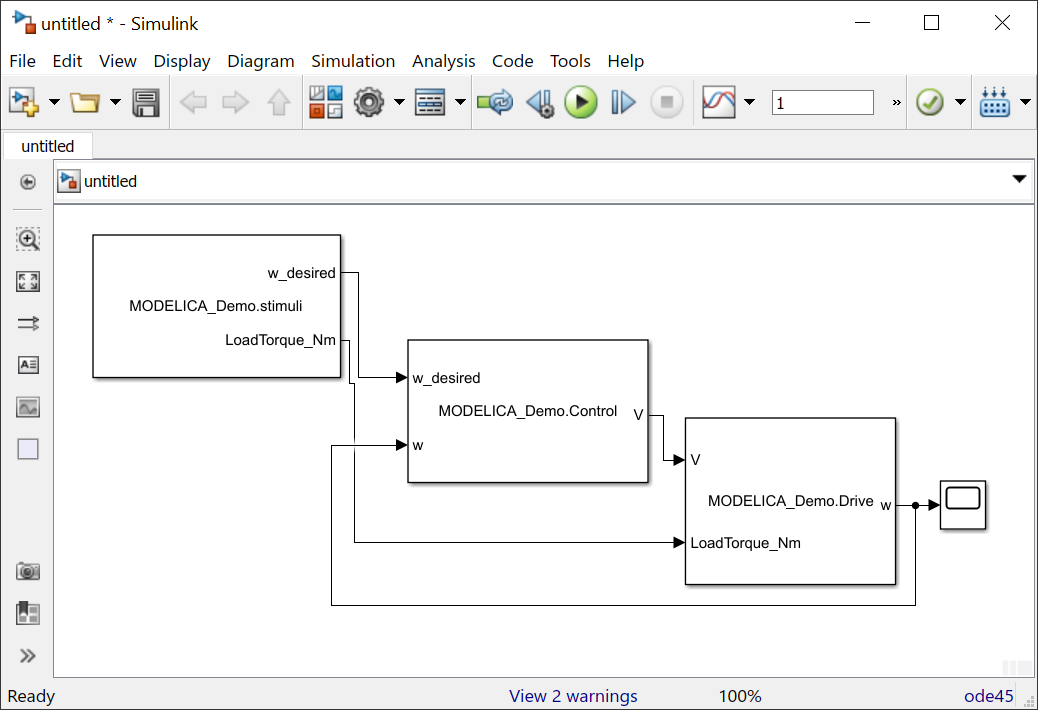 untitled * - Simulink
File Edit View Display Diagram Simulation Analysis Code Tools Help
1 »
untitled
untitled
w_desired
MODELICA_Demo.stimuli
LoadTorque_Nm
w_desired
MODELICA_Demo.Control V
w
V
MODELICA_Demo.Drive w
LoadTorque_Nm
Ready View 2 warnings 100% ode45